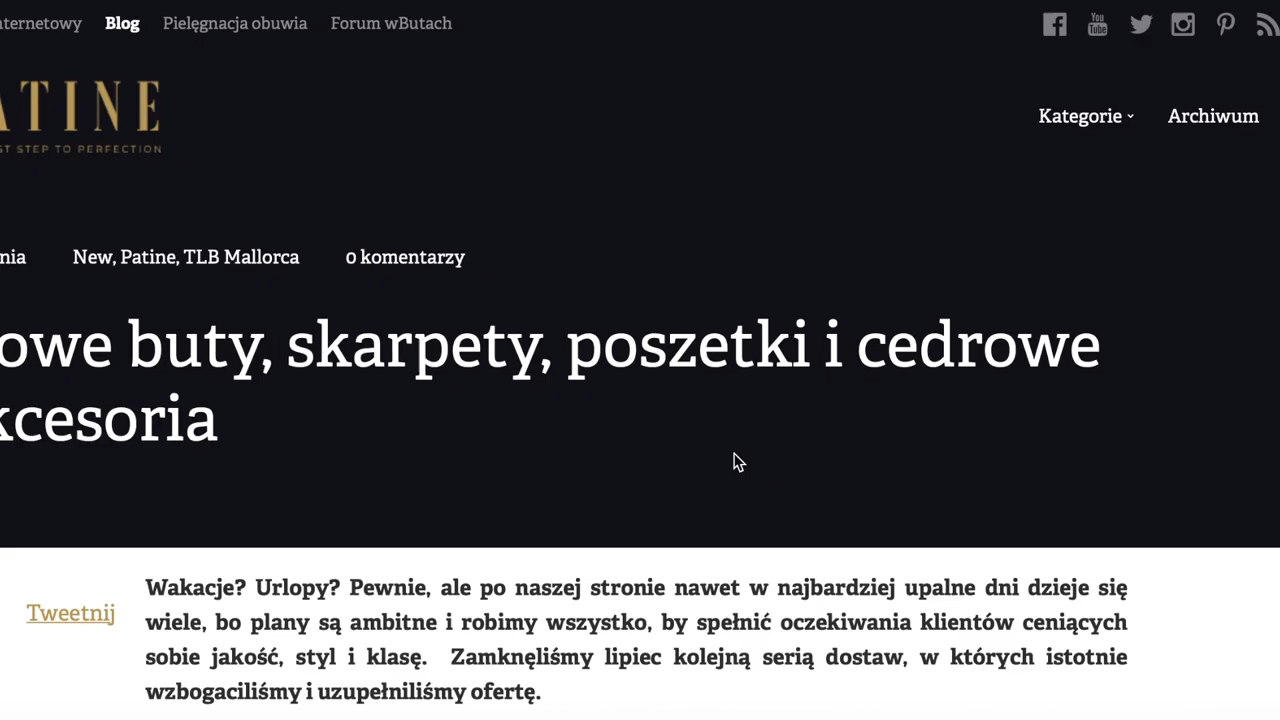 nternetowy Blog Pielęgnacja obuwia Forum wButach
You Tube
ATINE
ST STEP TO PERFECTION
Kategorie Archiwum
nia New, Patine, TLB Mallorca 0 komentarzy
owe buty, skarpety, poszetki i cedrowe
kcesoria
Tweetnij
Wakacje? Urlopy? Pewnie, ale po naszej stronie nawet w najbardziej upalne dni dzieje się
wiele, bo plany są ambitne i robimy wszystko, by spełnić oczekiwania klientów ceniących
sobie jakość, styl i klasę. Zamknęliśmy lipiec kolejną serią dostaw, w których istotnie
wzbogaciliśmy i uzupełniliśmy ofertę.